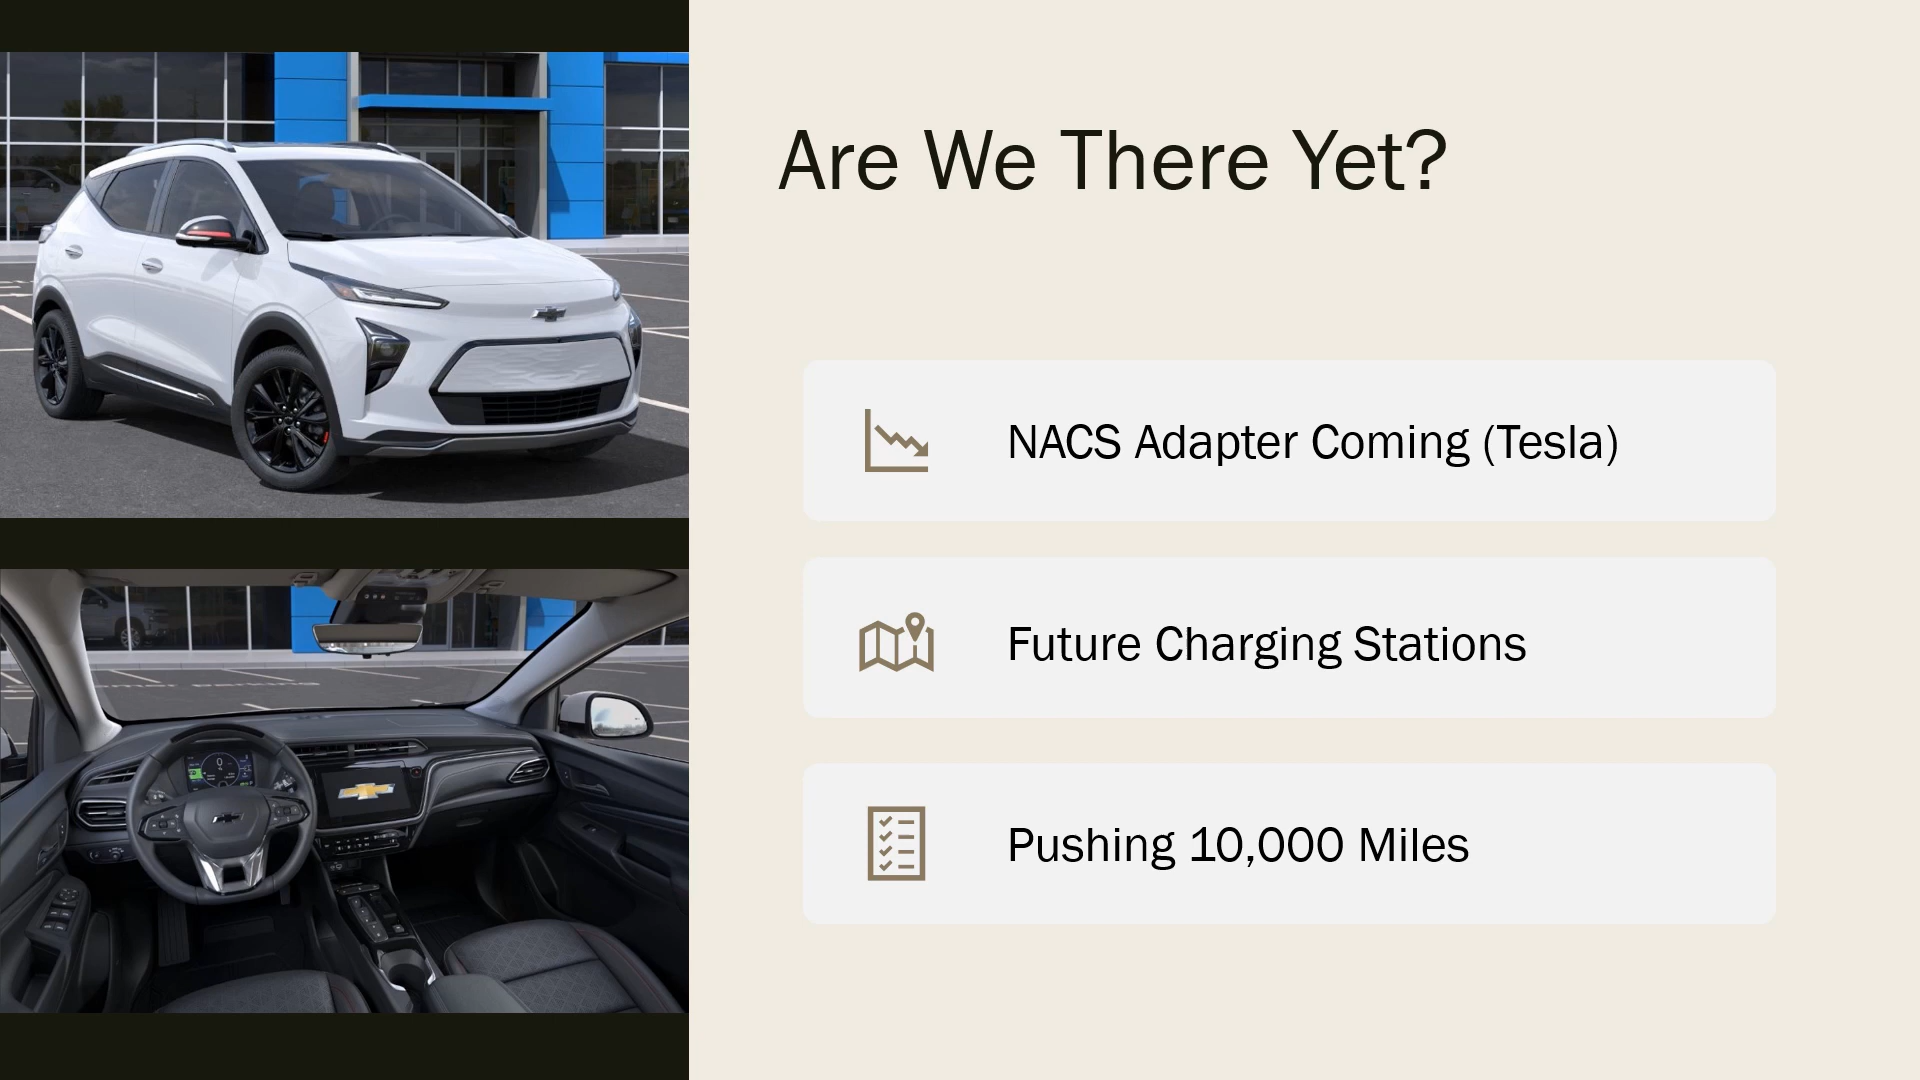 Are We There Yet?
NACS Adapter Coming (Tesla)
Future Charging Stations
Pushing 10,000 Miles